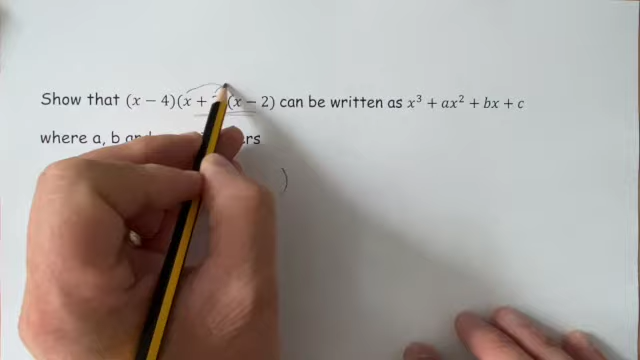 Show that (x − 4)(x + (x − 2) can be written as x³ + ax² + bx + c
where a, b
)